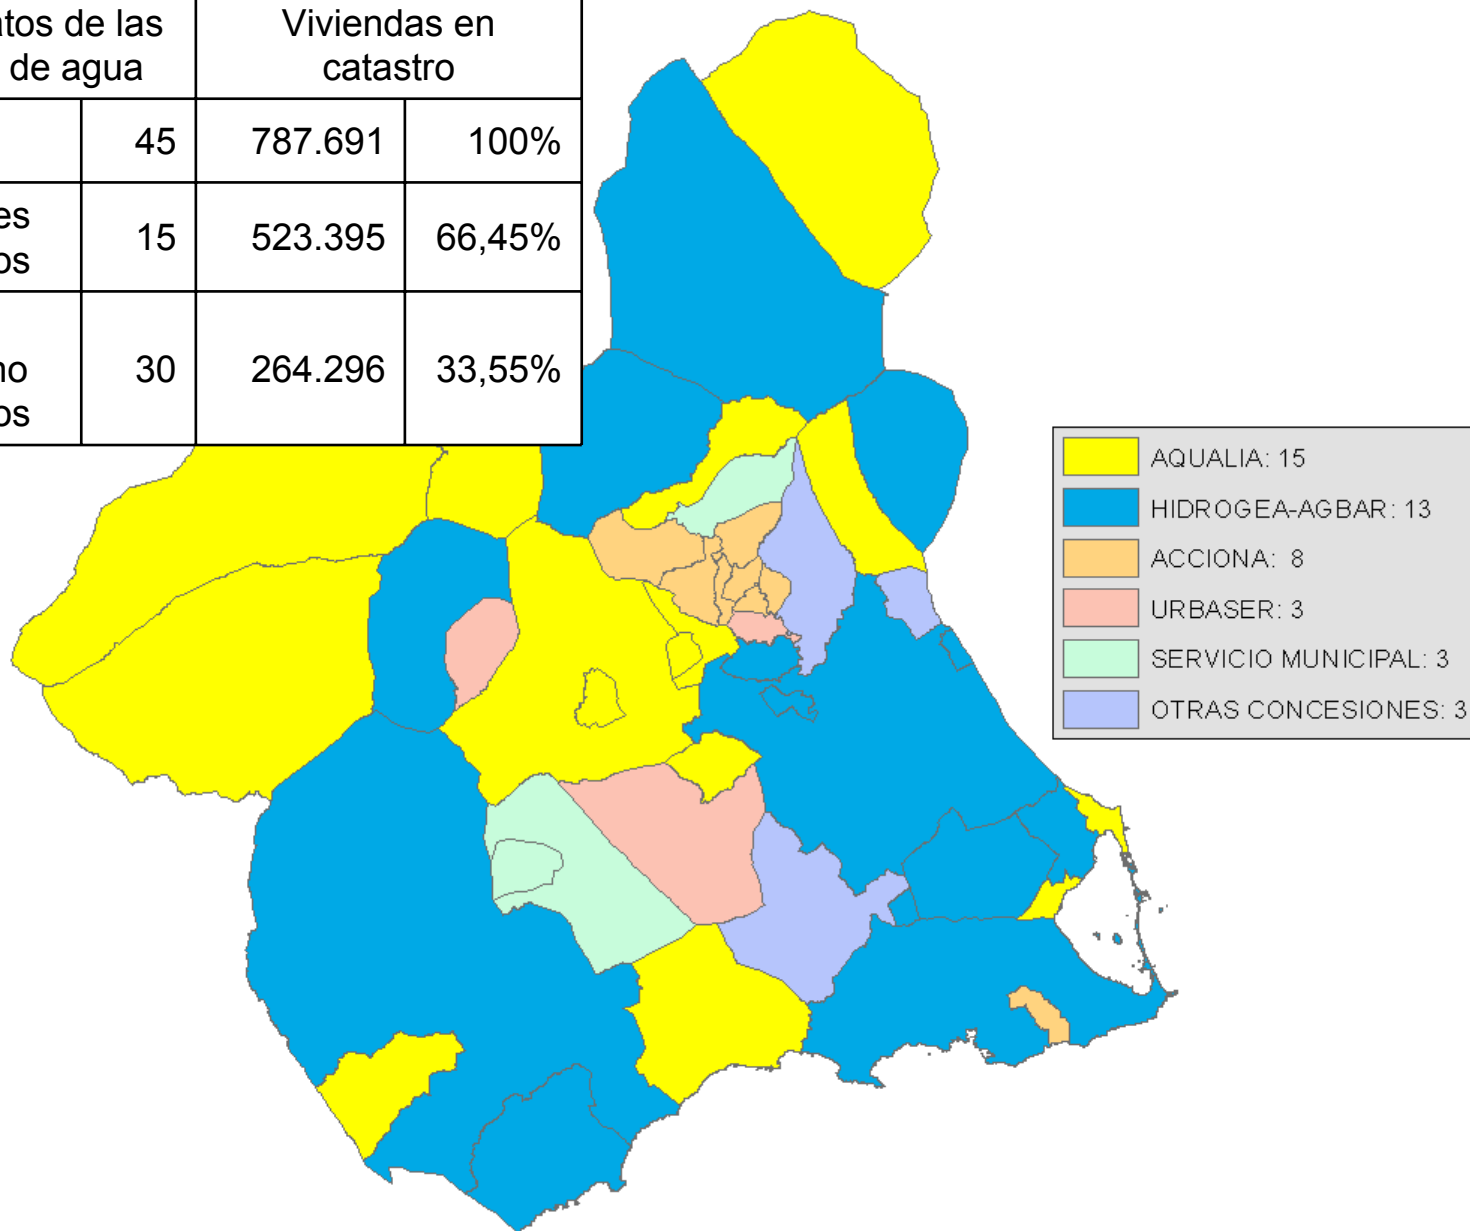 atos de las
de agua
Viviendas en
catastro
45
787.691
100%
es
os
15
523.395
66,45%
no
os
30
264.296
33,55%
AQUALIA: 15
HIDROGEA-AGBAR: 13
ACCIONA: 8
URBASER: 3
SERVICIO MUNICIPAL: 3
OTRAS CONCESIONES: 3